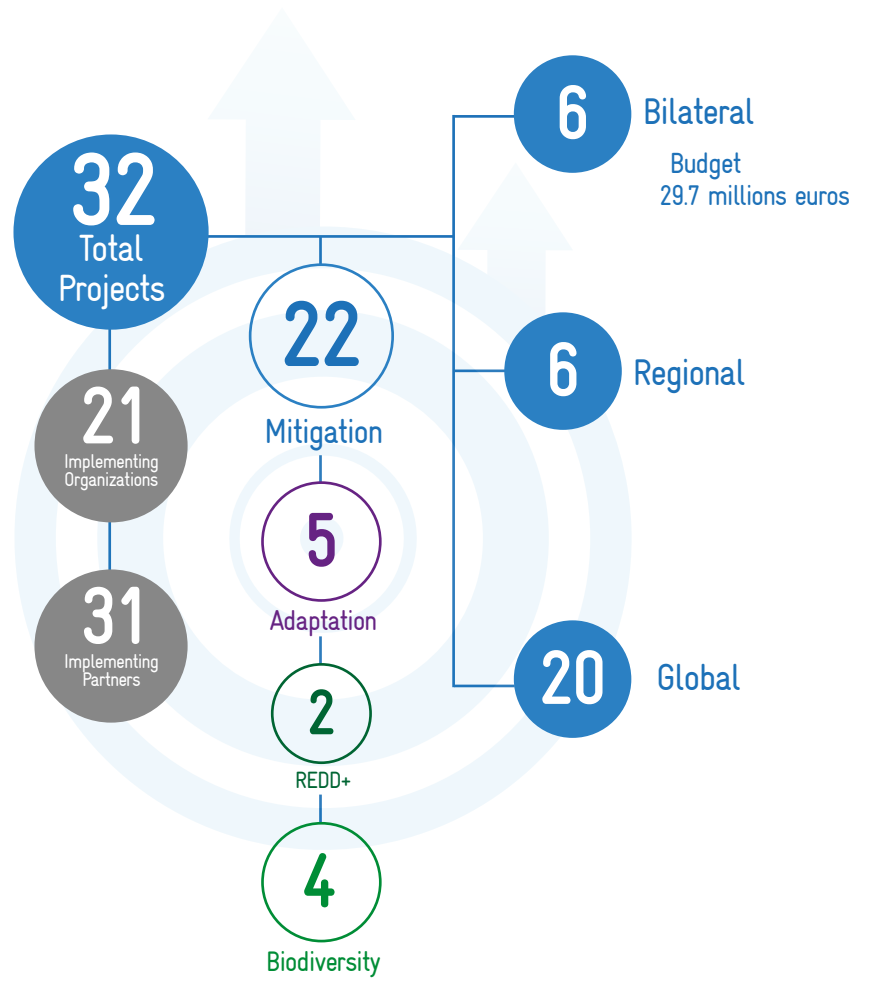 32
Total
Projects
21
Implementing
Organizations
31
Implementing
Partners
22
Mitigation
5
Adaptation
2
REDD+
4
Biodiversity
6
Bilateral
Budget
29.7 millions euros
6
Regional
20
Global